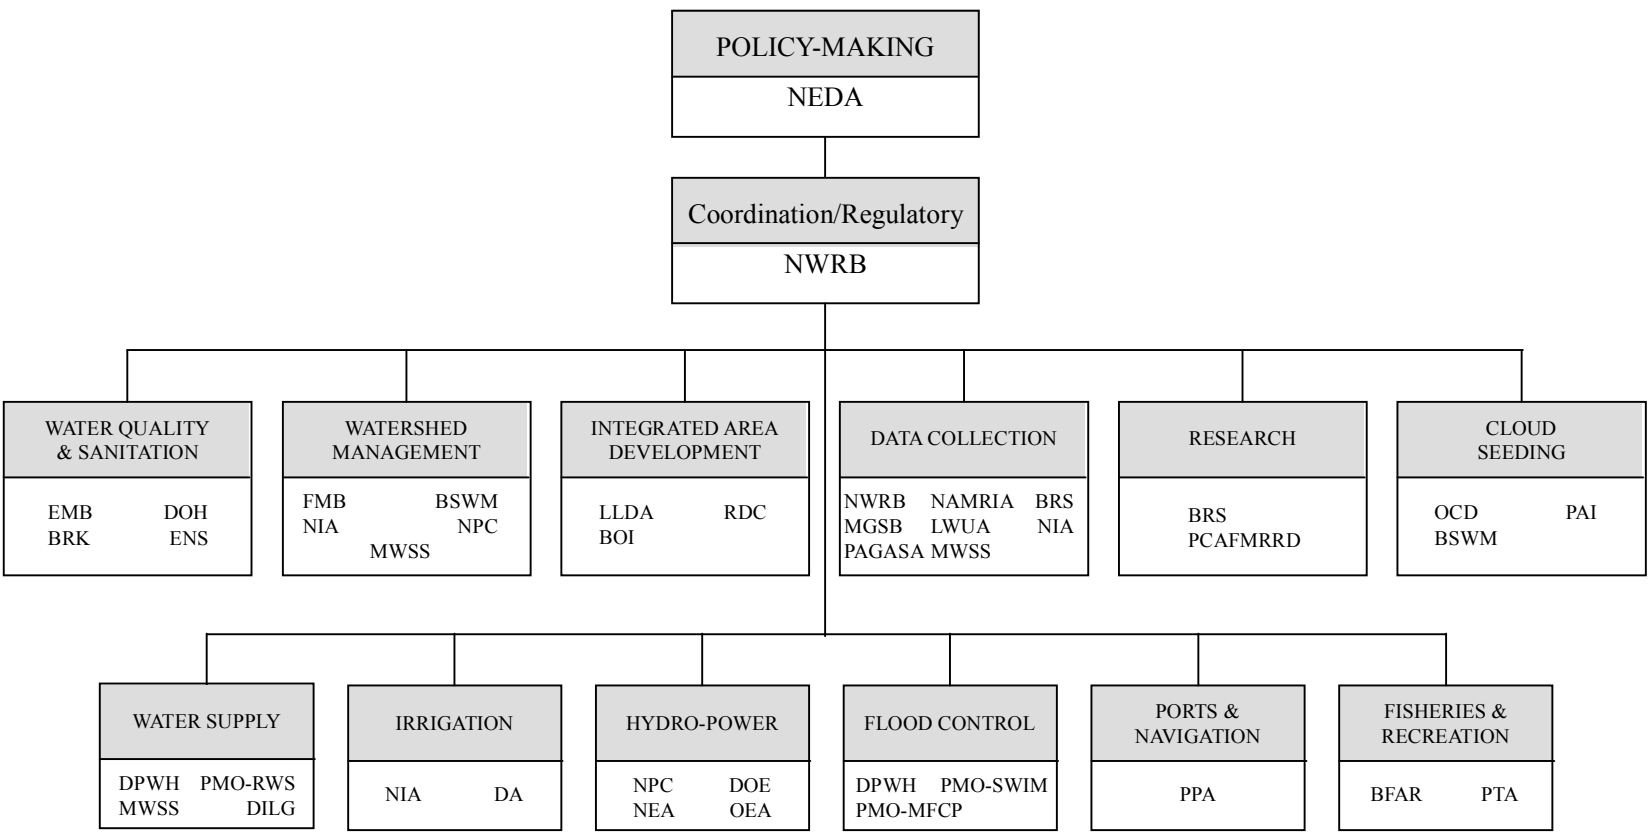 POLICY-MAKING
NEDA
Coordination/Regulatory
NWRB
WATER QUALITY
& SANITATION
EMB DOH
BRK ENS
WATERSHED
MANAGEMENT
FMB BSWM
NIA NPC
MWSS
INTEGRATED AREA
DEVELOPMENT
LLDA RDC
BOI
DATA COLLECTION
NWRB NAMRIA BRS
MGSB LWUA NIA
PAGASA MWSS
RESEARCH
BRS
PCAFMRRD
CLOUD
SEEDING
OCD PAI
BSWM
WATER SUPPLY
DPWH PMO-RWS
MWSS DILG
IRRIGATION
NIA DA
HYDRO-POWER
NPC DOE
NEA OEA
FLOOD CONTROL
DPWH PMO-SWIM
PMO-MFCP
PORTS &
NAVIGATION
PPA
FISHERIES &
RECREATION
BFAR PTA